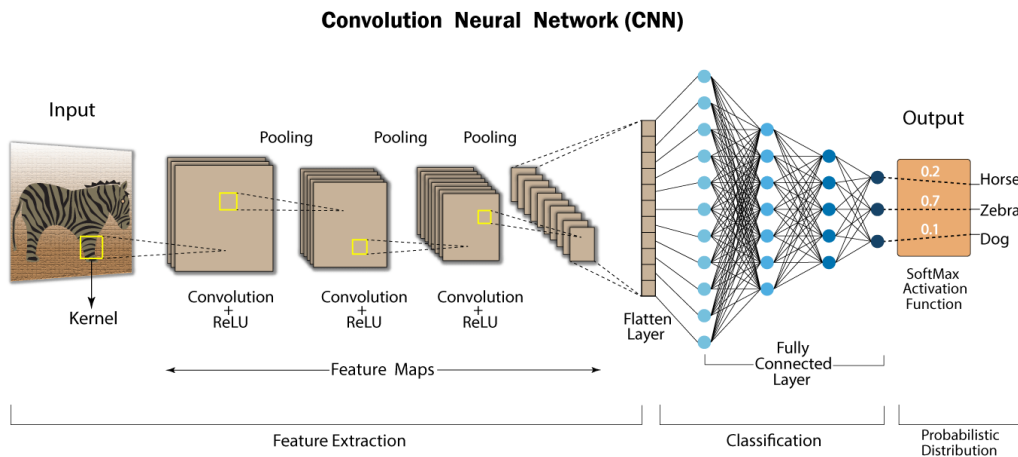 Convolution Neural Network (CNN)
Input
Kernel
Pooling
Pooling
Pooling
Convolution
+
ReLU
Convolution
+
ReLU
Convolution
+
ReLU
Feature Maps
Flatten
Layer
Fully
Connected
Layer
Output
0.2
Horse
0.7
Zebra
0.1
Dog
SoftMax
Activation
Function
Feature Extraction
Classification
Probabilistic
Distribution